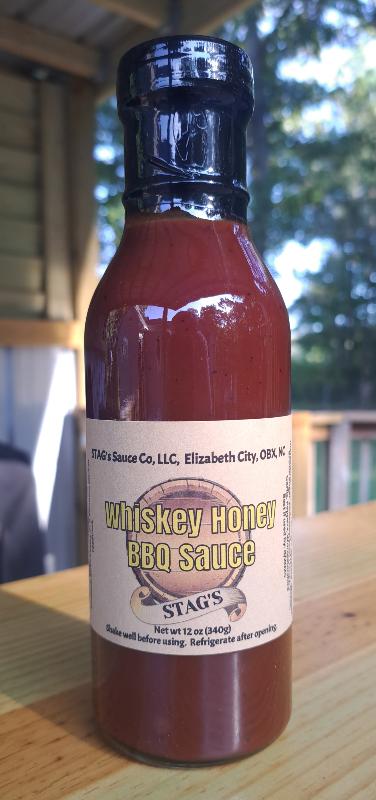 STAG's Sauce Co, LLC, Elizabeth City, OBX, NC
Whiskey Honey
BBQ Sauce
STAG'S
Net wt 12 oz (340g)
Shake well before using. Refrigerate after opening.